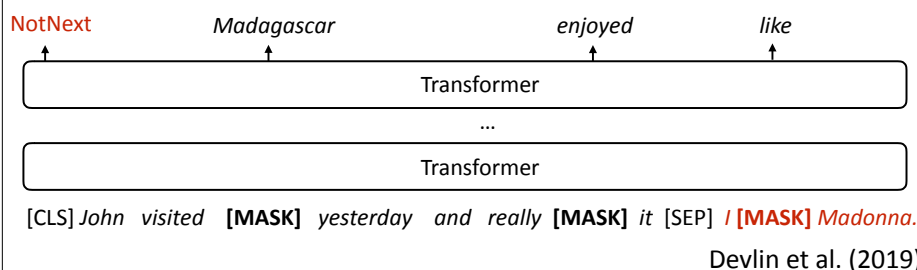 NotNext Madagascar enjoyed like
Transformer
...
Transformer
[CLS] John visited [MASK] yesterday and really [MASK] it [SEP] I [MASK] Madonna.
Devlin et al. (2019)